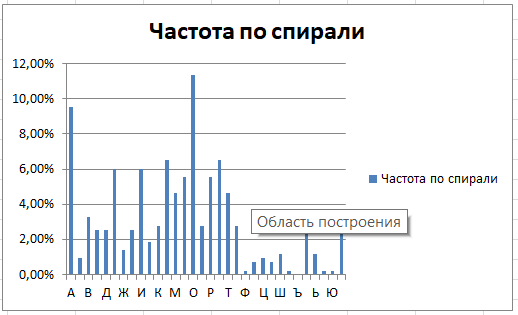 Частота по спирали
12,00%
10,00%
8,00%
6,00%
4,00%
2,00%
0,00%
А В Д Ж И К М О Р Т Ф Ц Ш Ъ Ь Ю
Частота по спирали
Область построения